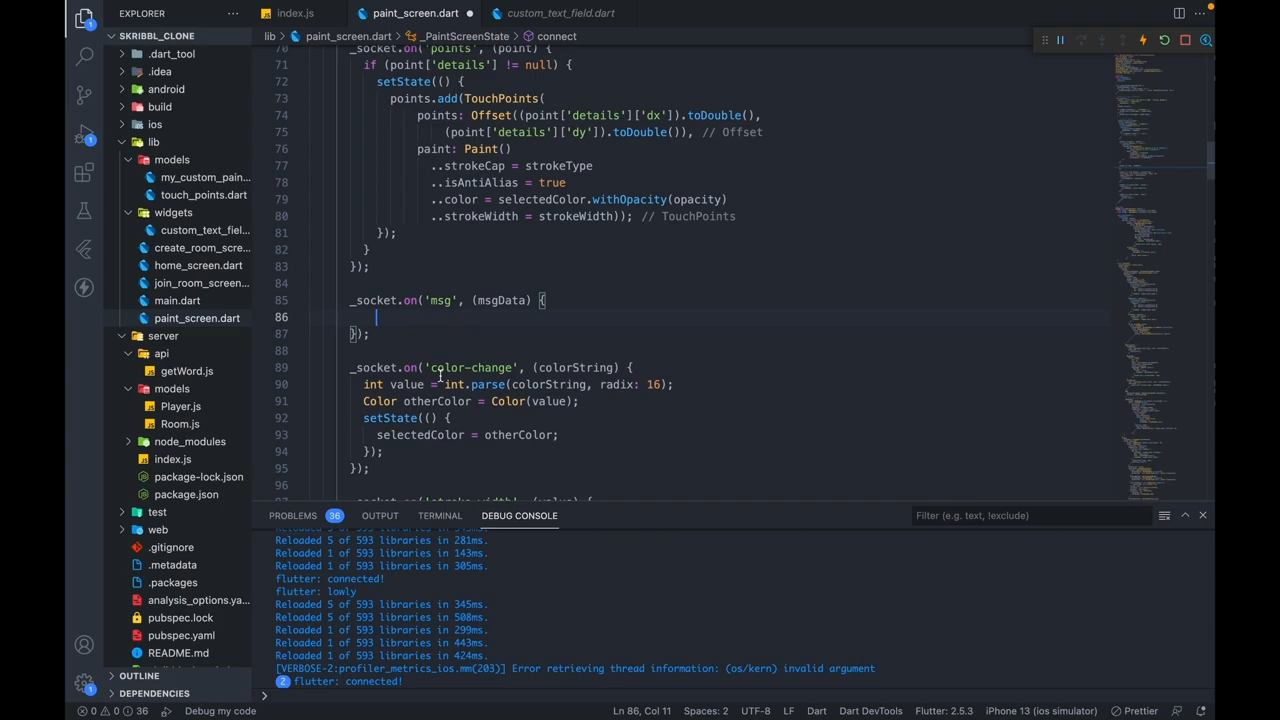 EXPLORER
SKRIBBL_CLONE
.dart_tool
.idea
android
build
ios
lib
models
my_custom_pain...
touch_points.dart
widgets
custom_text_fiel...
create_room_scre...
home_screen.dart
join_room_screen...
main.dart
paint_screen.dart
server
api
getWord.js
models
Player.js
Room.js
node_modules
index.js
package-lock.json
package.json
test
web
.gitignore
.metadata
.packages
analysis_options.ya...
pubspec.lock
pubspec.yaml
README.md
OUTLINE
DEPENDENCIES
index.js
paint_screen.dart
custom_text_field.dart
lib > paint_screen.dart > _PaintScreenState > connect
70 _socket.on('points', (point) {
71 if (point['details'] != null) {
72 setState(() {
73 points.add(TouchPoints(
74 points: Offset((point['details']['dx']).toDouble(),
75 (point['details']['dy']).toDouble()), // Offset
76 paint: Paint()
77 ..strokeCap = strokeType
78 ..isAntiAlias = true
79 ..color = selectedColor.withOpacity(opacity)
80 ..strokeWidth = strokeWidth)); // TouchPoints
81 });
82 }
83 });
84
85 _socket.on('msg', (msgData) {
86
87 });
88
89 _socket.on('color-change', (colorString) {
90 int value = int.parse(colorString, radix: 16);
91 Color otherColor = Color(value);
92 setState(() {
93 selectedColor = otherColor;
94 });
95 });
96
PROBLEMS 36 OUTPUT TERMINAL DEBUG CONSOLE
Filter (e.g. text, !exclude)
Reloaded 5 of 593 libraries in 281ms.
Reloaded 1 of 593 libraries in 143ms.
Reloaded 1 of 593 libraries in 305ms.
flutter: connected!
flutter: lowly
Reloaded 5 of 593 libraries in 345ms.
Reloaded 5 of 593 libraries in 508ms.
Reloaded 1 of 593 libraries in 299ms.
Reloaded 1 of 593 libraries in 443ms.
Reloaded 1 of 593 libraries in 424ms.
[VERBOSE-2:profiler_metrics_ios.mm(203)] Error retrieving thread information: (os/kern) invalid argument
2 flutter: connected!
0 0 36 Debug my code
Ln 86, Col 11 Spaces: 2 UTF-8 LF Dart Dart DevTools Flutter: 2.5.3 iPhone 13 (ios simulator) Prettier